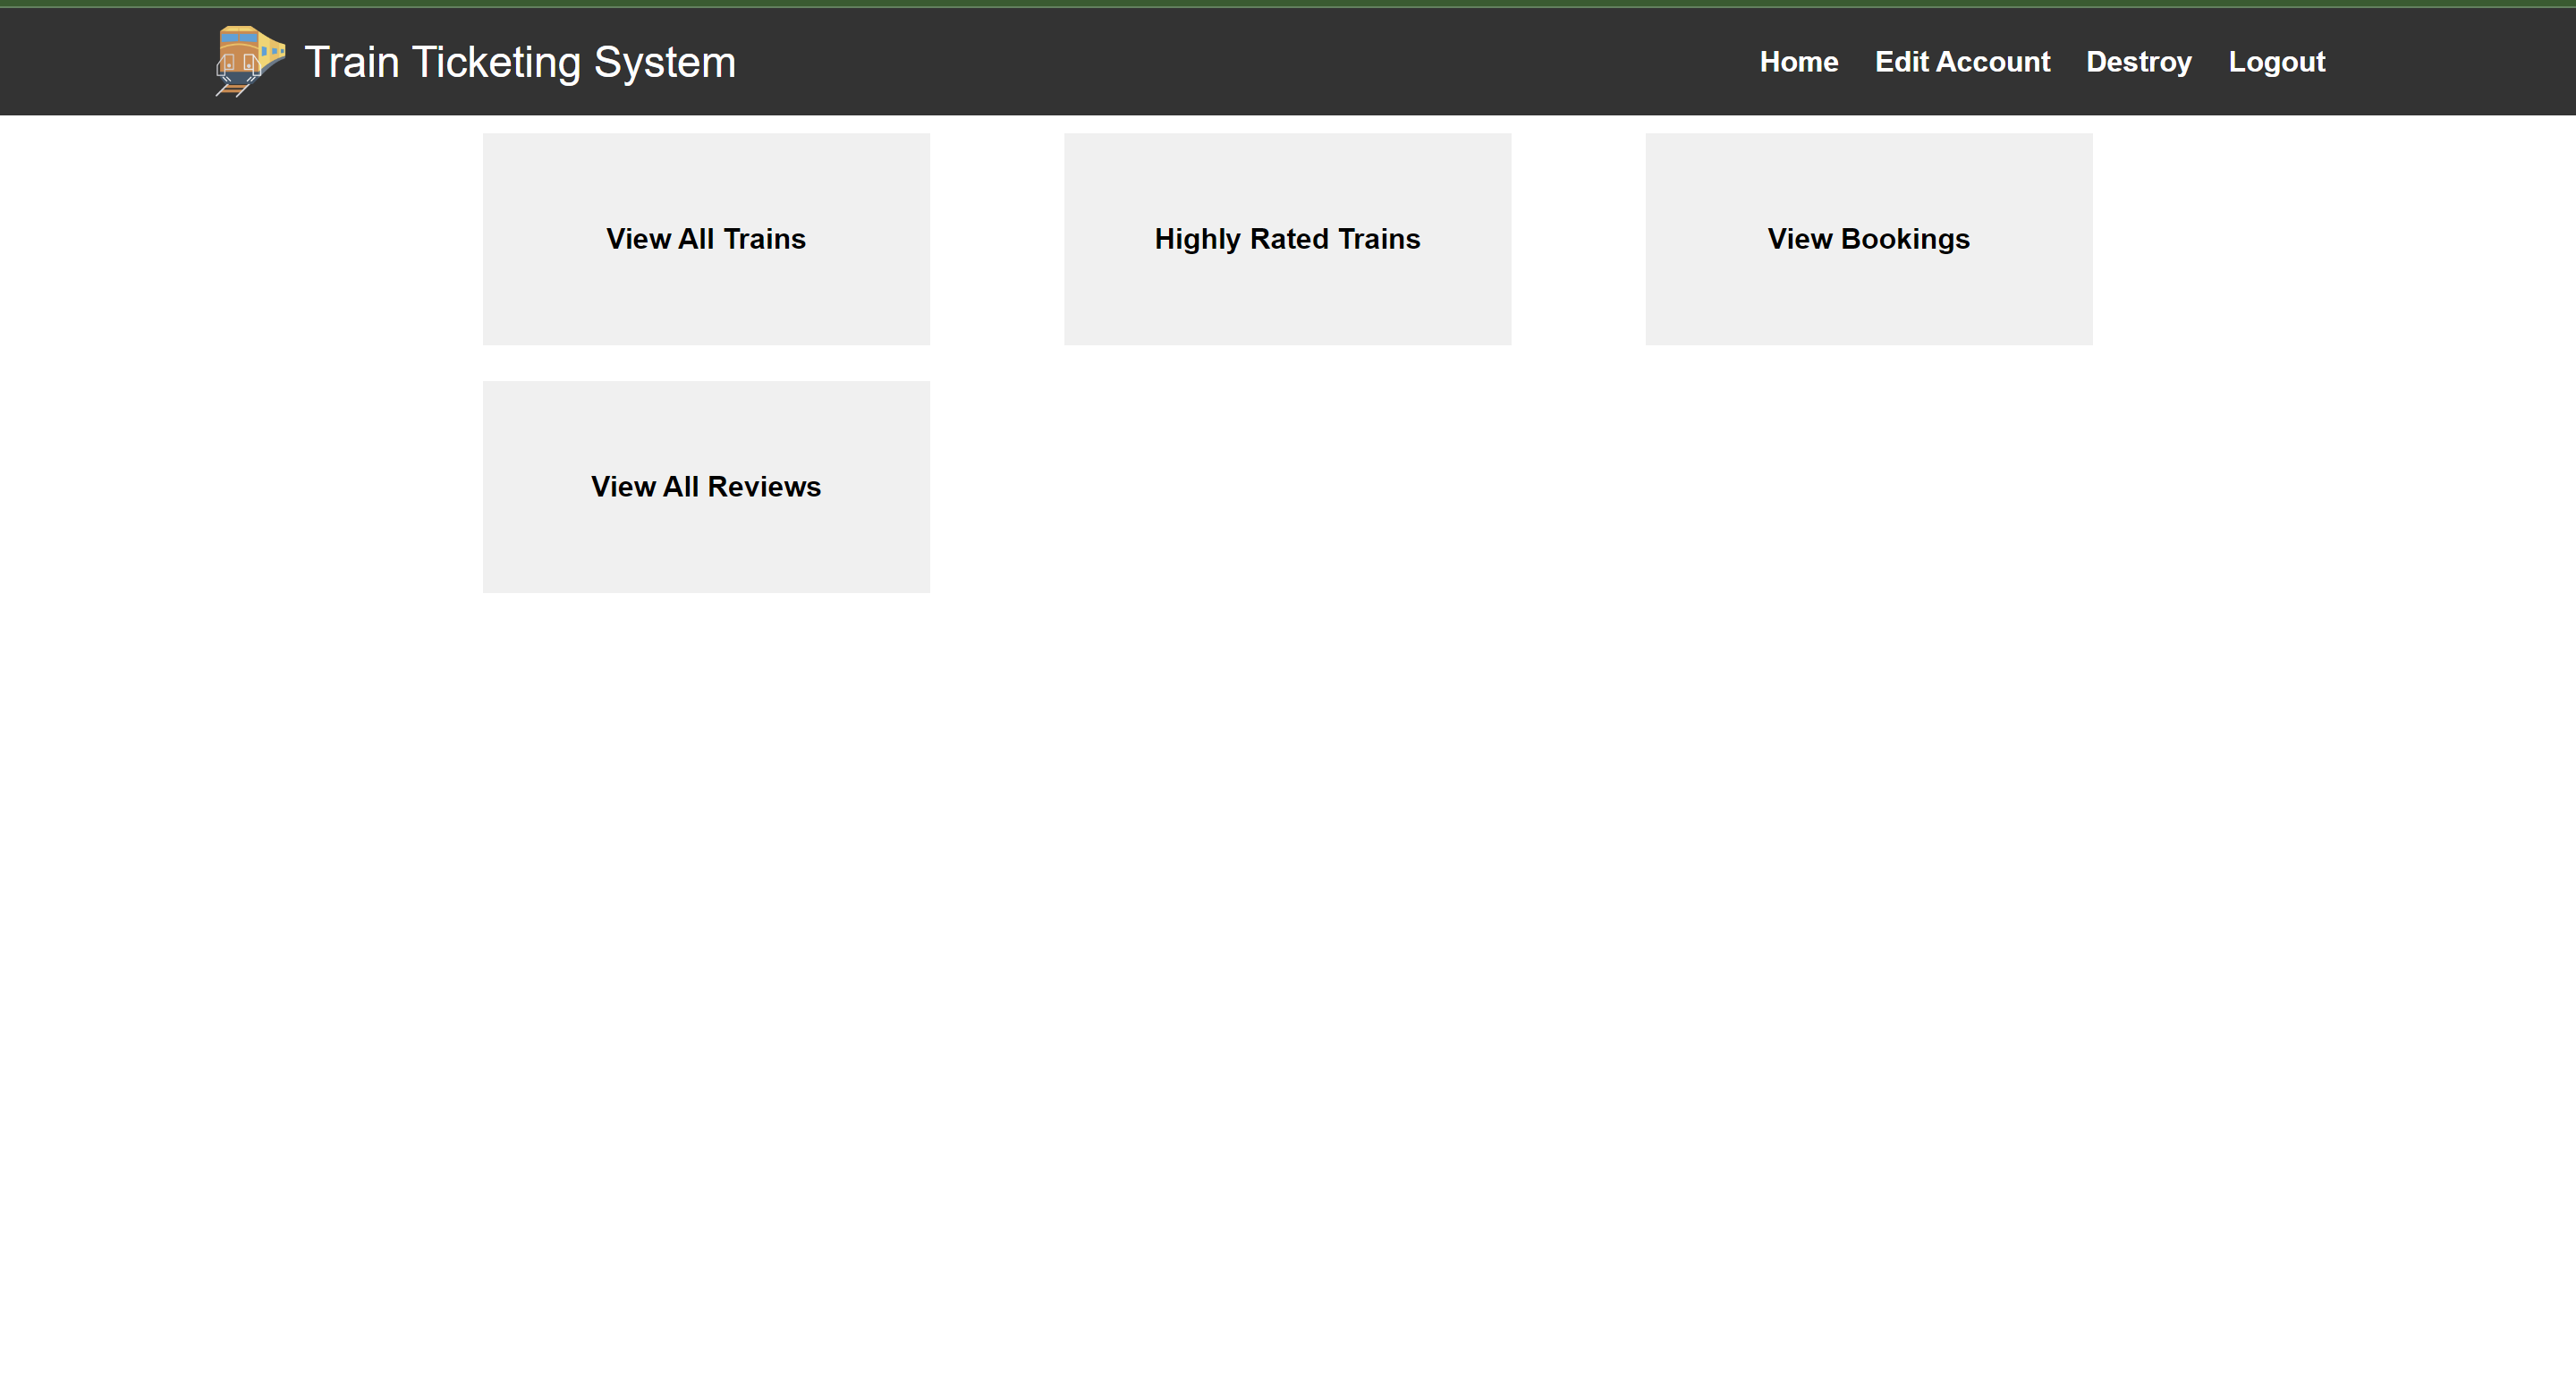 Train Ticketing System
Home Edit Account Destroy Logout
View All Trains
Highly Rated Trains
View Bookings
View All Reviews